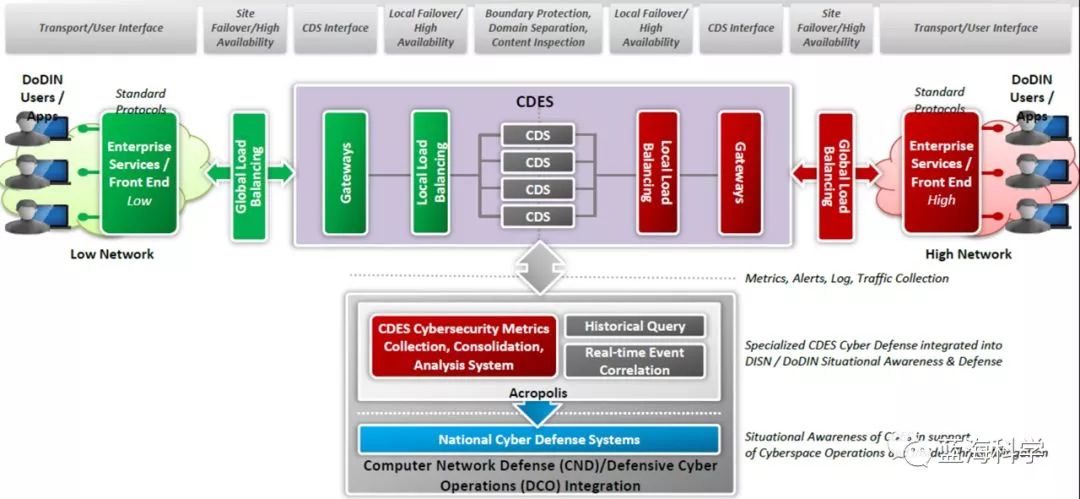 Transport/User Interface
Site
Failover/High
Availability
CDS Interface
Local Failover/
High
Availability
Boundary Protection,
Domain Separation,
Content Inspection
Local Failover/
High
Availability
CDS Interface
Site
Failover/High
Availability
Transport/User Interface
DoDIN
Users /
Apps
Standard
Protocols
Enterprise
Services /
Front End
Low
Low Network
Global Load
Balancing
CDES
Gateways
Local Load
Balancing
CDS
CDS
CDS
CDS
Local Load
Balancing
Gateways
Global Load
Balancing
Standard
Protocols
Enterprise
Services /
Front End
High
DoDIN
Users /
Apps
High Network
Metrics, Alerts, Log, Traffic Collection
CDES Cybersecurity Metrics
Collection, Consolidation,
Analysis System
Historical Query
Real-time Event
Correlation
Acropolis
Specialized CDES Cyber Defense integrated into
DISN / DoDIN Situational Awareness & Defense
National Cyber Defense Systems
Computer Network Defense (CND)/Defensive Cyber
Operations (DCO) Integration
Situational Awareness of in support
of Cyberspace Operations
蓝海科学